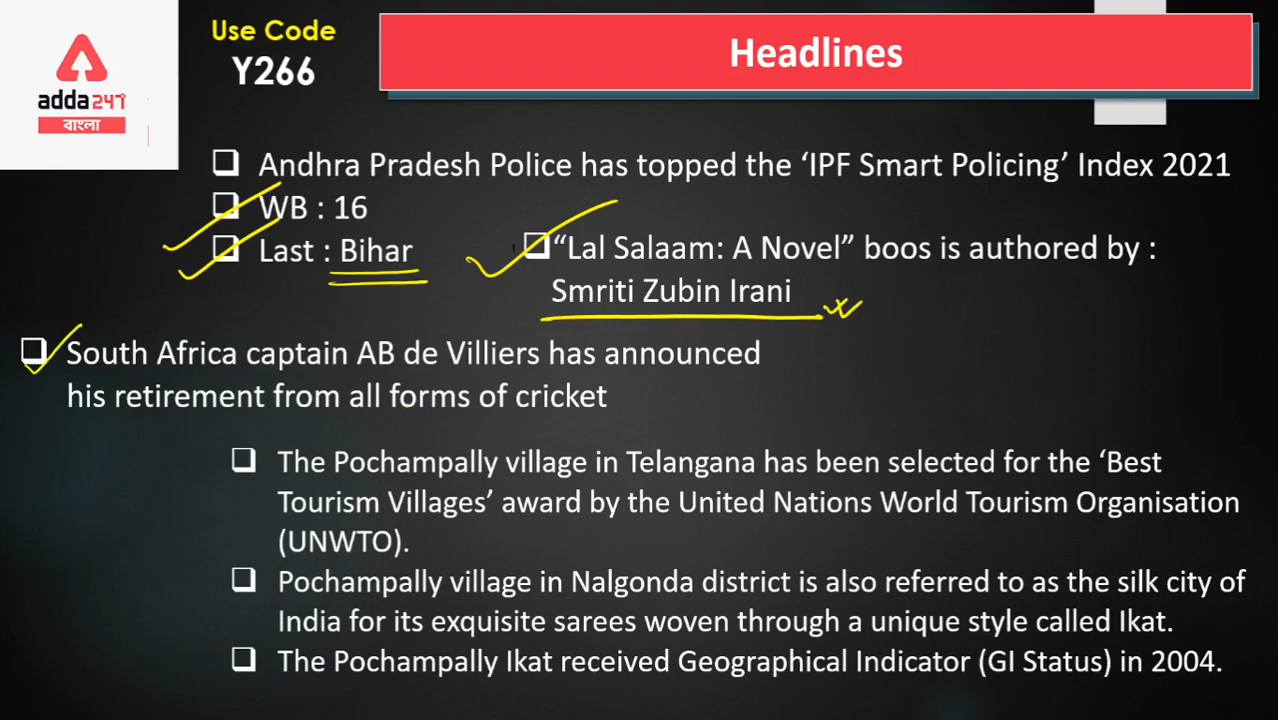 adda247
বাংলা
Use Code
Y266
Headlines
Andhra Pradesh Police has topped the ‘IPF Smart Policing’ Index 2021
WB : 16
Last : Bihar
“Lal Salaam: A Novel” boos is authored by :
Smriti Zubin Irani
South Africa captain AB de Villiers has announced
his retirement from all forms of cricket
The Pochampally village in Telangana has been selected for the ‘Best
Tourism Villages’ award by the United Nations World Tourism Organisation
(UNWTO).
Pochampally village in Nalgonda district is also referred to as the silk city of
India for its exquisite sarees woven through a unique style called Ikat.
The Pochampally Ikat received Geographical Indicator (GI Status) in 2004.